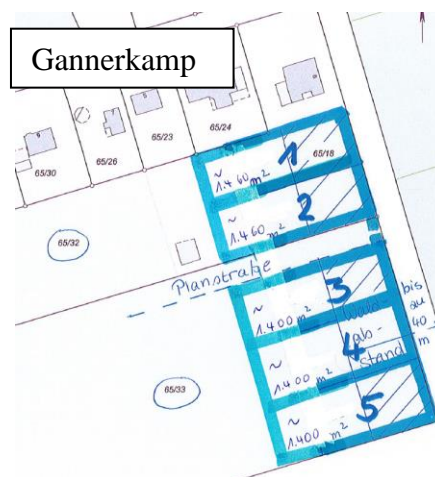 Gannerkamp
65/30
65/26
65/23
65/24
65/18
1
~
1.460 m²
2
~
1.460 m²
65/32
Planstraße
3
~
1.400 m²
Wald-
ab-
stand
bis
zu
40
m
4
~
1.400 m²
65/33
5
~
1.400 m²